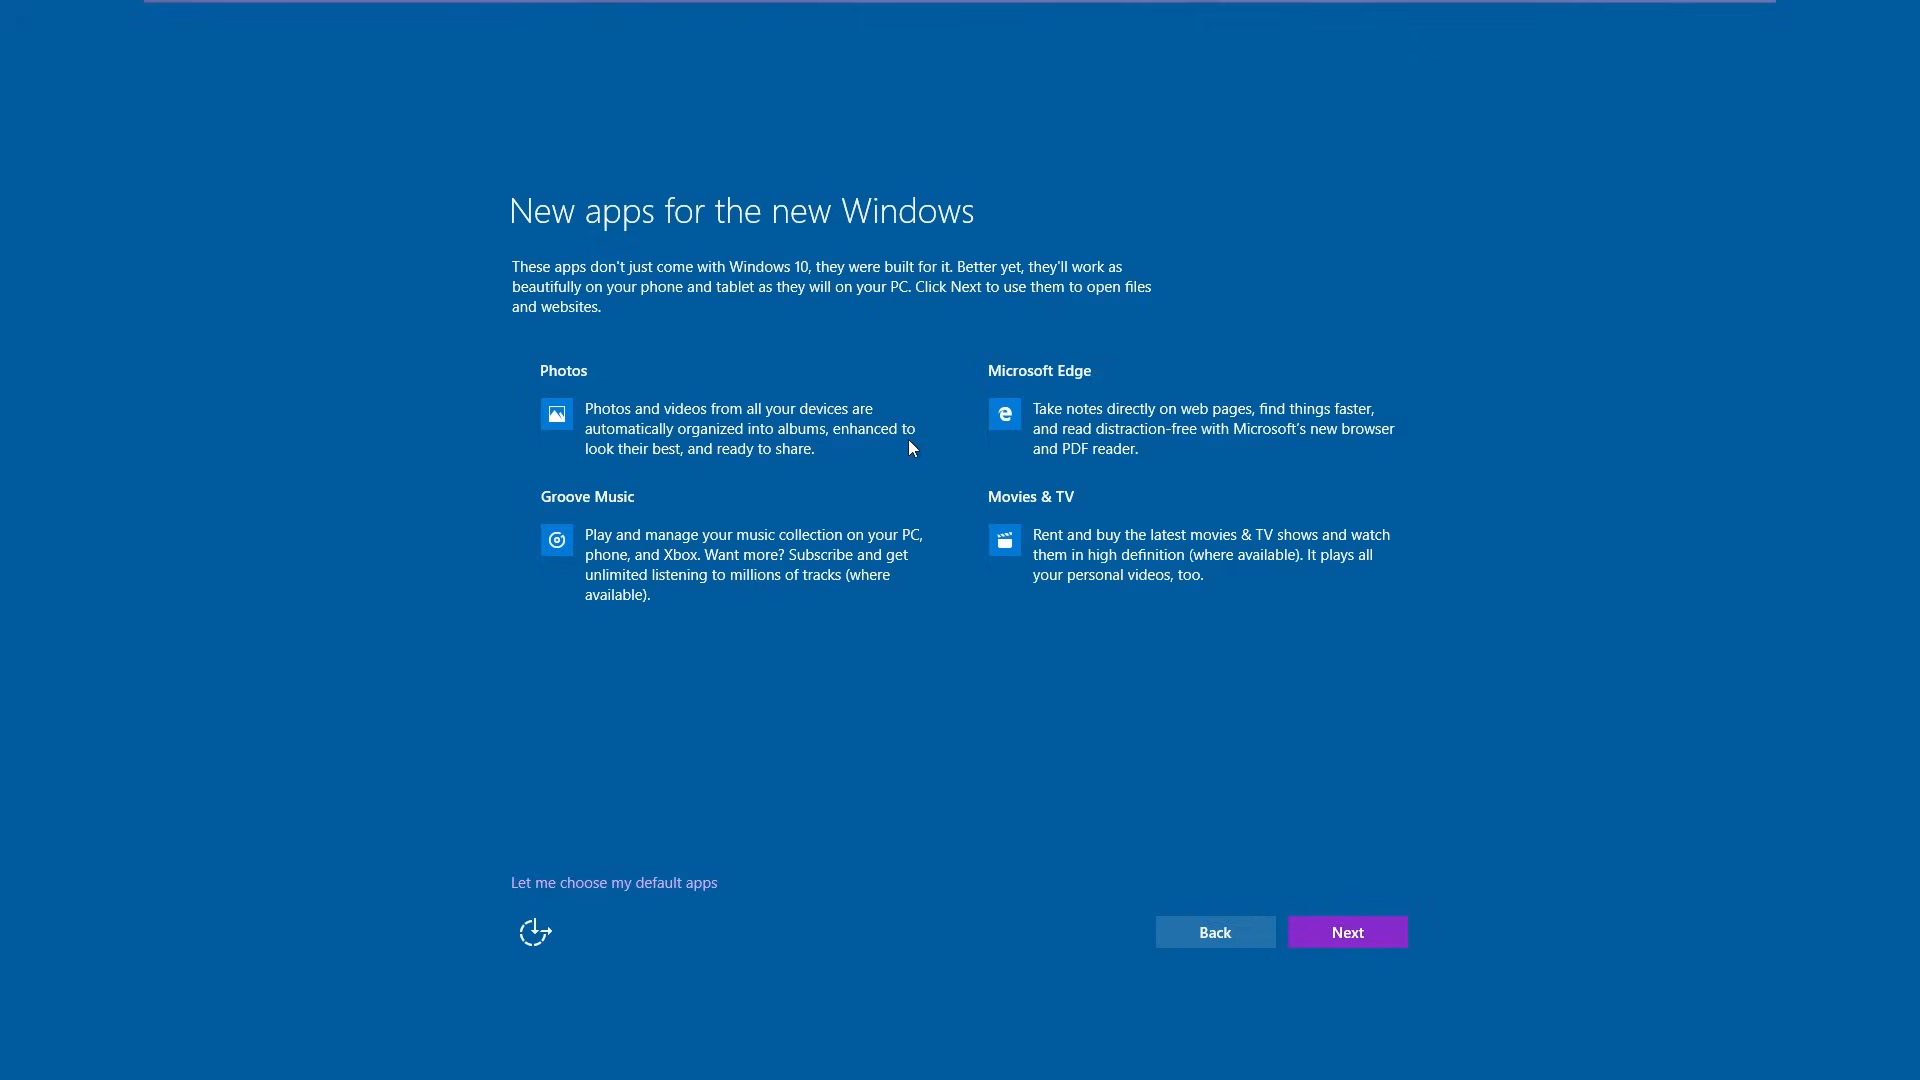 New apps for the new Windows
These apps don't just come with Windows 10, they were built for it. Better yet, they'll work as
beautifully on your phone and tablet as they will on your PC. Click Next to use them to open files
and websites.
Photos
Photos and videos from all your devices are
automatically organized into albums, enhanced to
look their best, and ready to share.
Microsoft Edge
Take notes directly on web pages, find things faster,
and read distraction-free with Microsoft’s new browser
and PDF reader.
Groove Music
Play and manage your music collection on your PC,
phone, and Xbox. Want more? Subscribe and get
unlimited listening to millions of tracks (where
available).
Movies & TV
Rent and buy the latest movies & TV shows and watch
them in high definition (where available). It plays all
your personal videos, too.
Let me choose my default apps
Back
Next